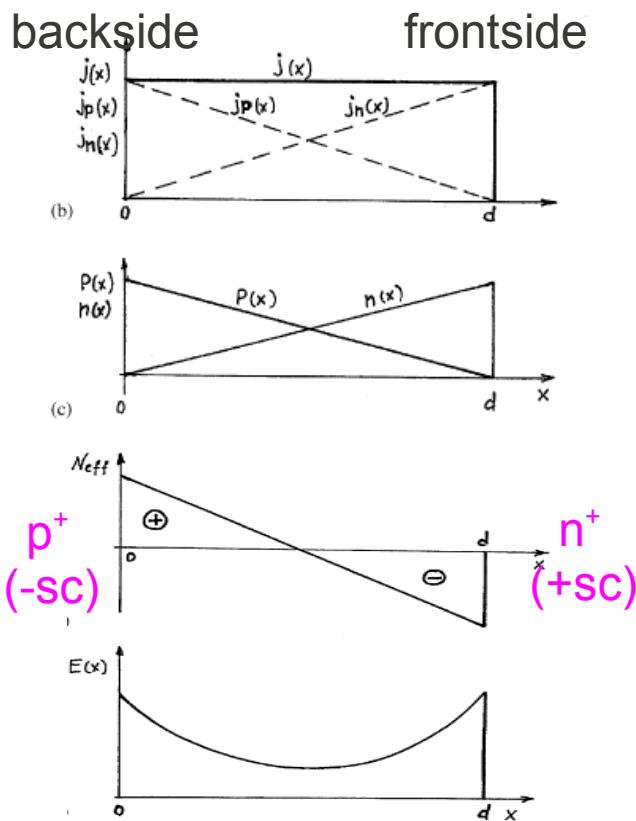 backside frontside
j(x) j(x)
jp(x) jp(x) jn(x)
jn(x)
(b) 0 d
P(x) P(x) n(x)
n(x)
(c) 0 d x
Neff
⊕
p+ 0 d x n+
(-sc) ⊖ (+sc)
E(x)
0 d x